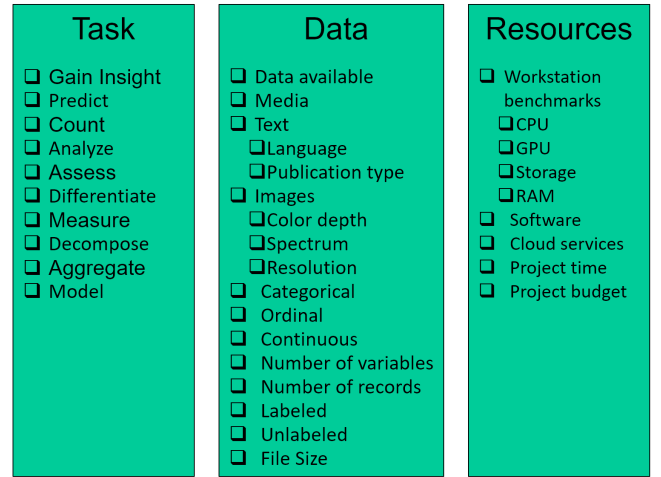 Task
❑ Gain Insight
❑ Predict
❑ Count
❑ Analyze
❑ Assess
❑ Differentiate
❑ Measure
❑ Decompose
❑ Aggregate
❑ Model
Data
❑ Data available
❑ Media
❑ Text
❑Language
❑Publication type
❑ Images
❑Color depth
❑Spectrum
❑Resolution
❑ Categorical
❑ Ordinal
❑ Continuous
❑ Number of variables
❑ Number of records
❑ Labeled
❑ Unlabeled
❑ File Size
Resources
❑ Workstation
benchmarks
❑CPU
❑GPU
❑Storage
❑RAM
❑ Software
❑ Cloud services
❑ Project time
❑ Project budget